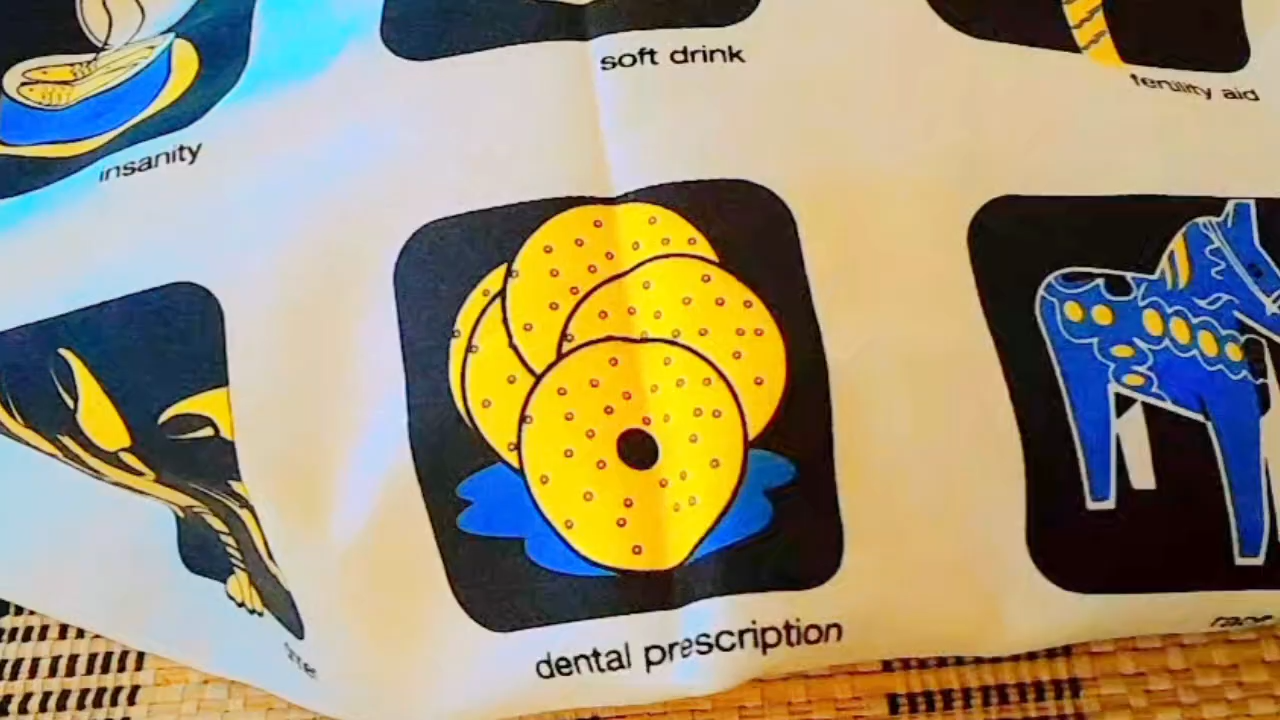 soft drink
fertility aid
insanity
dental prescription